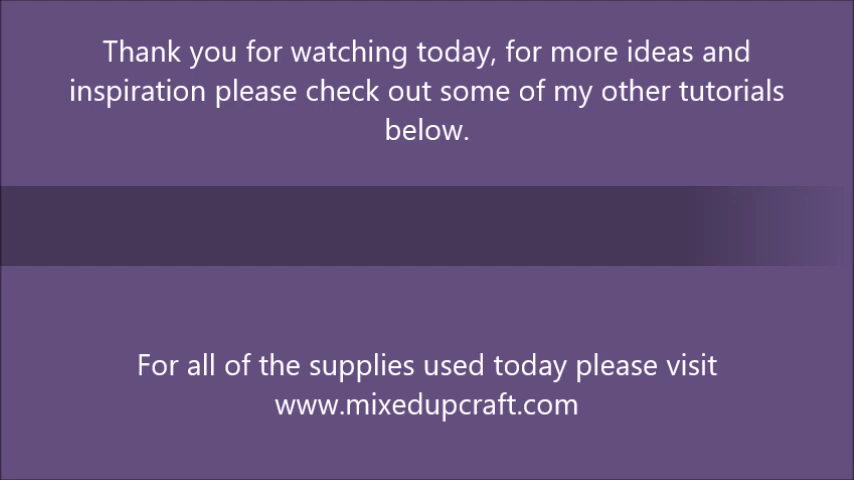 Thank you for watching today, for more ideas and
inspiration please check out some of my other tutorials
below.
For all of the supplies used today please visit
www.mixedupcraft.com